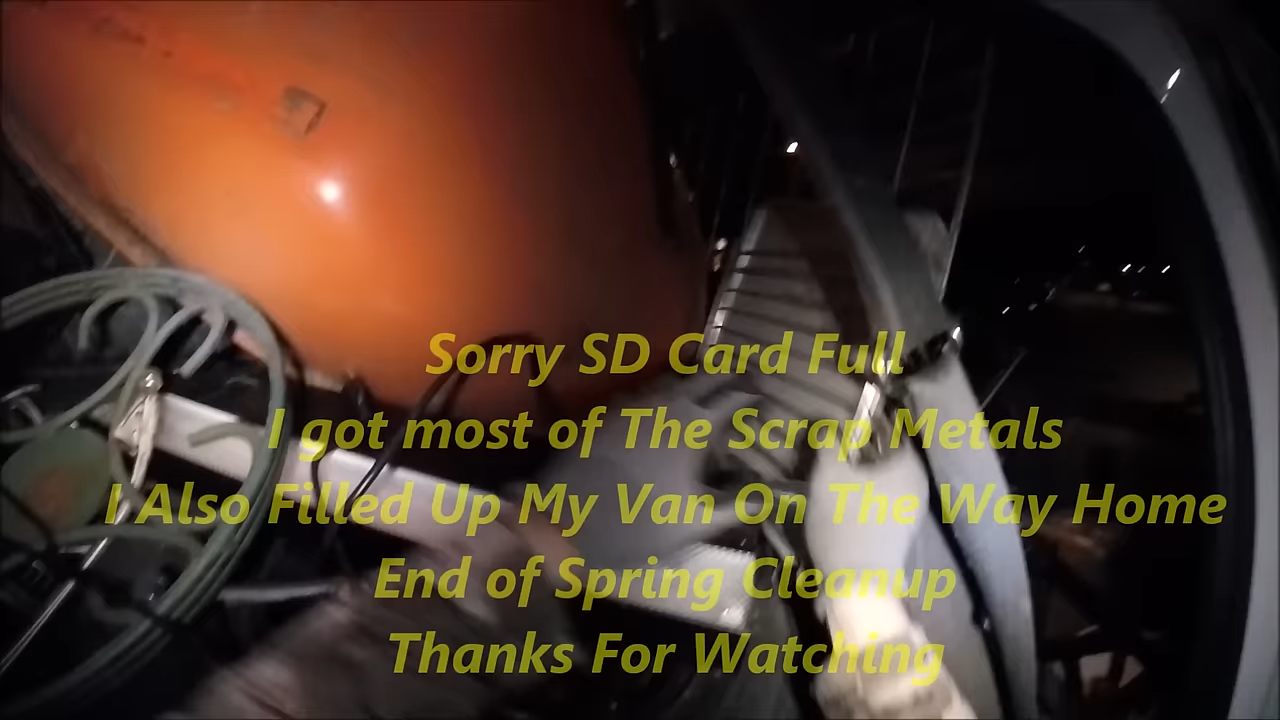 Sorry SD Card Full
I got most of The Scrap Metals
I Also Filled Up My Van On The Way Home
End of Spring Cleanup
Thanks For Watching